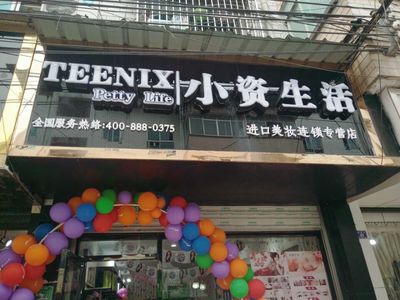 TEENIX 小资生活
Petty Life
全国服务热络:400-888-0375
进口美妆连锁专营店